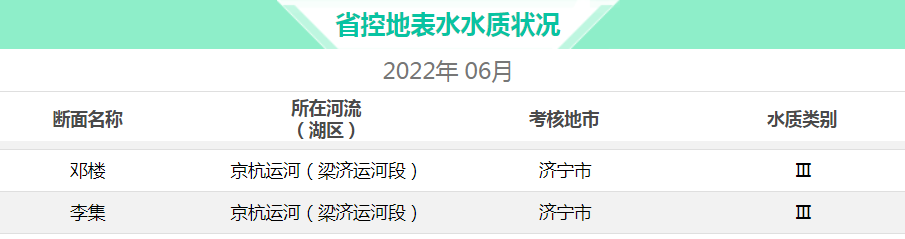 省控地表水水质状况
2022年 06月
断面名称 所在河流（湖区） 考核地市 水质类别
邓楼 京杭运河（梁济运河段） 济宁市 Ⅲ
李集 京杭运河（梁济运河段） 济宁市 Ⅲ